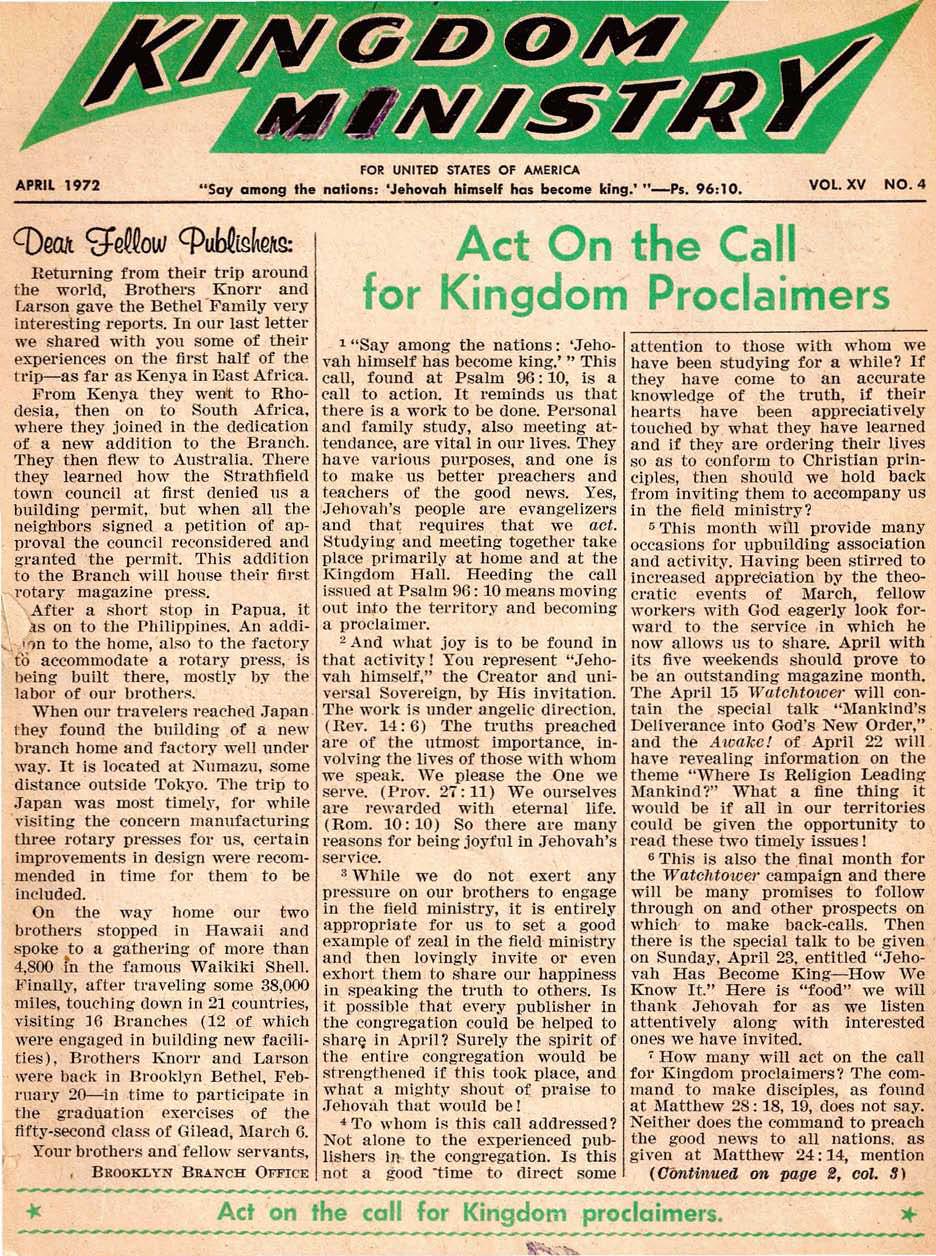 KINGDOM
MINISTRY
FOR UNITED STATES OF AMERICA
APRIL 1972
"Say among the nations: 'Jehovah himself has become king.' "—Ps. 96:10.
VOL. XV NO. 4
Dear Fellow Publishers:
Returning from their trip around
the world, Brothers Knorr and
Larson gave the Bethel Family very
interesting reports. In our last letter
we shared with you some of their
experiences on the first half of the
trip—as far as Kenya in East Africa.
From Kenya they went to Rho-
desia, then on to South Africa,
where they joined in the dedication
of a new addition to the Branch.
They then flew to Australia. There
they learned how the Strathfield
town council at first denied us a
building permit, but when all the
neighbors signed a petition of ap-
proval the council reconsidered and
granted the permit. This addition
to the Branch will house their first
rotary magazine press.
After a short stop in Papua, it
as on to the Philippines. An addi-
on to the home, also to the factory
to accommodate a rotary press, is
being built there, mostly by the
labor of our brothers.
When our travelers reached Japan
they found the building of a new
branch home and factory well under
way. It is located at Numazu, some
distance outside Tokyo. The trip to
Japan was most timely, for while
visiting the concern manufacturing
three rotary presses for us, certain
improvements in design were recom-
mended in time for them to be
included.
On the way home our two
brothers stopped in Hawaii and
spoke to a gathering of more than
4,800 in the famous Waikiki Shell.
Finally, after traveling some 38,000
miles, touching down in 21 countries,
visiting 16 Branches (12 of which
were engaged in building new facili-
ties), Brothers Knorr and Larson
were back in Brooklyn Bethel, Feb-
ruary 20—in time to participate in
the graduation exercises of the
fifty-second class of Gilead, March 6.
Your brothers and fellow servants,
BROOKLYN BRANCH OFFICE
Act On the Call
for Kingdom Proclaimers
1 "Say among the nations: 'Jeho-
vah himself has become king.' " This
call, found at Psalm 96:10, is a
call to action. It reminds us that
there is a work to be done. Personal
and family study, also meeting at-
tendance, are vital in our lives. They
have various purposes, and one is
to make us better preachers and
teachers of the good news. Yes,
Jehovah's people are evangelizers
and that requires that we act.
Studying and meeting together take
place primarily at home and at the
Kingdom Hall. Heeding the call
issued at Psalm 96:10 means moving
out into the territory and becoming
a proclaimer.
2 And what joy is to be found in
that activity! You represent "Jeho-
vah himself," the Creator and uni-
versal Sovereign, by His invitation.
The work is under angelic direction.
(Rev. 14:6) The truths preached
are of the utmost importance, in-
volving the lives of those with whom
we speak. We please the One we
serve. (Prov. 27:11) We ourselves
are rewarded with eternal life.
(Rom. 10:10) So there are many
reasons for being joyful in Jehovah's
service.
3 While we do not exert any
pressure on our brothers to engage
in the field ministry, it is entirely
appropriate for us to set a good
example of zeal in the field ministry
and then lovingly invite or even
exhort them to share our happiness
in speaking the truth to others. Is
it possible that every publisher in
the congregation could be helped to
share in April? Surely the spirit of
the entire congregation would be
strengthened if this took place, and
what a mighty shout of praise to
Jehovah that would be!
4 To whom is this call addressed?
Not alone to the experienced pub-
lishers in the congregation. Is this
not a good time to direct some
attention to those with whom we
have been studying for a while? If
they have come to an accurate
knowledge of the truth, if their
hearts have been appreciatively
touched by what they have learned
and if they are ordering their lives
so as to conform to Christian prin-
ciples, then should we hold back
from inviting them to accompany us
in the field ministry?
5 This month will provide many
occasions for upbuilding association
and activity. Having been stirred to
increased appreciation by the theo-
cratic events of March, fellow
workers with God eagerly look for-
ward to the service in which he
now allows us to share. April with
its five weekends should prove to
be an outstanding magazine month.
The April 15 Watchtower will con-
tain the special talk "Mankind's
Deliverance into God's New Order,"
and the Awake! of April 22 will
have revealing information on the
theme "Where Is Religion Leading
Mankind?" What a fine thing it
would be if all in our territories
could be given the opportunity to
read these two timely issues!
6 This is also the final month for
the Watchtower campaign and there
will be many promises to follow
through on and other prospects on
which to make back-calls. Then
there is the special talk to be given
on Sunday, April 23, entitled "Jeho-
vah Has Become King—How We
Know It." Here is "food" we will
thank Jehovah for as we listen
attentively along with interested
ones we have invited.
7 How many will act on the call
for Kingdom proclaimers? The com-
mand to make disciples, as found
at Matthew 28:18, 19, does not say.
Neither does the command to preach
the good news to all nations, as
given at Matthew 24:14, mention
(Continued on page 2, col. 3)
Act on the call for Kingdom proclaimers.